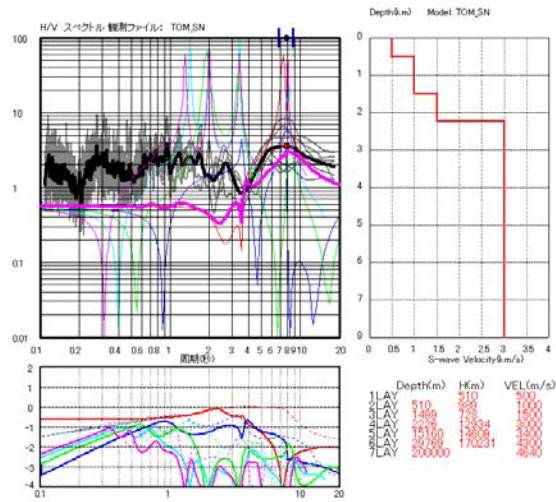 H/V スペクトル 観測ファイル: TOM_SN
100
10
1
0.1
0.01
0.1 0.2 0.4 0.6 0.8 1 2 3 4 5 6 7 8 9 10 20
周期(秒)
2
1
0
-1
-2
-3
-4
0.1 1 10
Depth(km) Model: TOM_SN
0
1
2
3
4
5
6
7
8
9
0 0.5 1 1.5 2 2.5 3 3.5 4
S-wave Velocity(km/s)
Depth(m) H(m) VEL(m/s)
1LAY 510 500
2LAY 510
3LAY 1499
4LAY
5LAY
6LAY 170231
7LAY 200000 4640